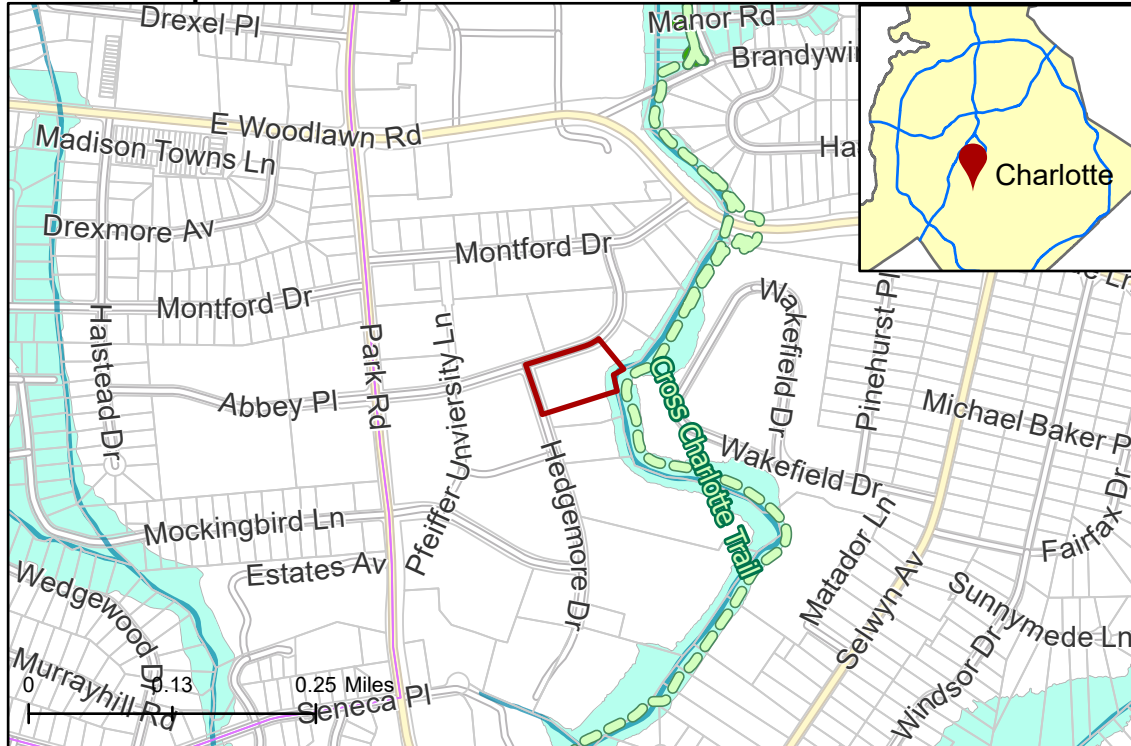 Drexel Pl
Manor Rd
Brandywi
E Woodlawn Rd
Madison Towns Ln
Ha
Charlotte
Drexmore Av
Montford Dr
Montford Dr
Wakefield Dr
Pinehurst Pl
Ln
Halstead Dr
Park Rd
Pfeiffer Unviersity Ln
Abbey Pl
Cross Charlotte Trail
Michael Baker P
Hedgemore Dr
Wakefield Dr
Mockingbird Ln
Estates Av
Matador Ln
Fairfax Dr
Selwyn Av
Sunnymede Ln
Wedgewood Dr
Windsor Dr
Murrayhill Rd
Seneca Pl
0 0.13 0.25 Miles